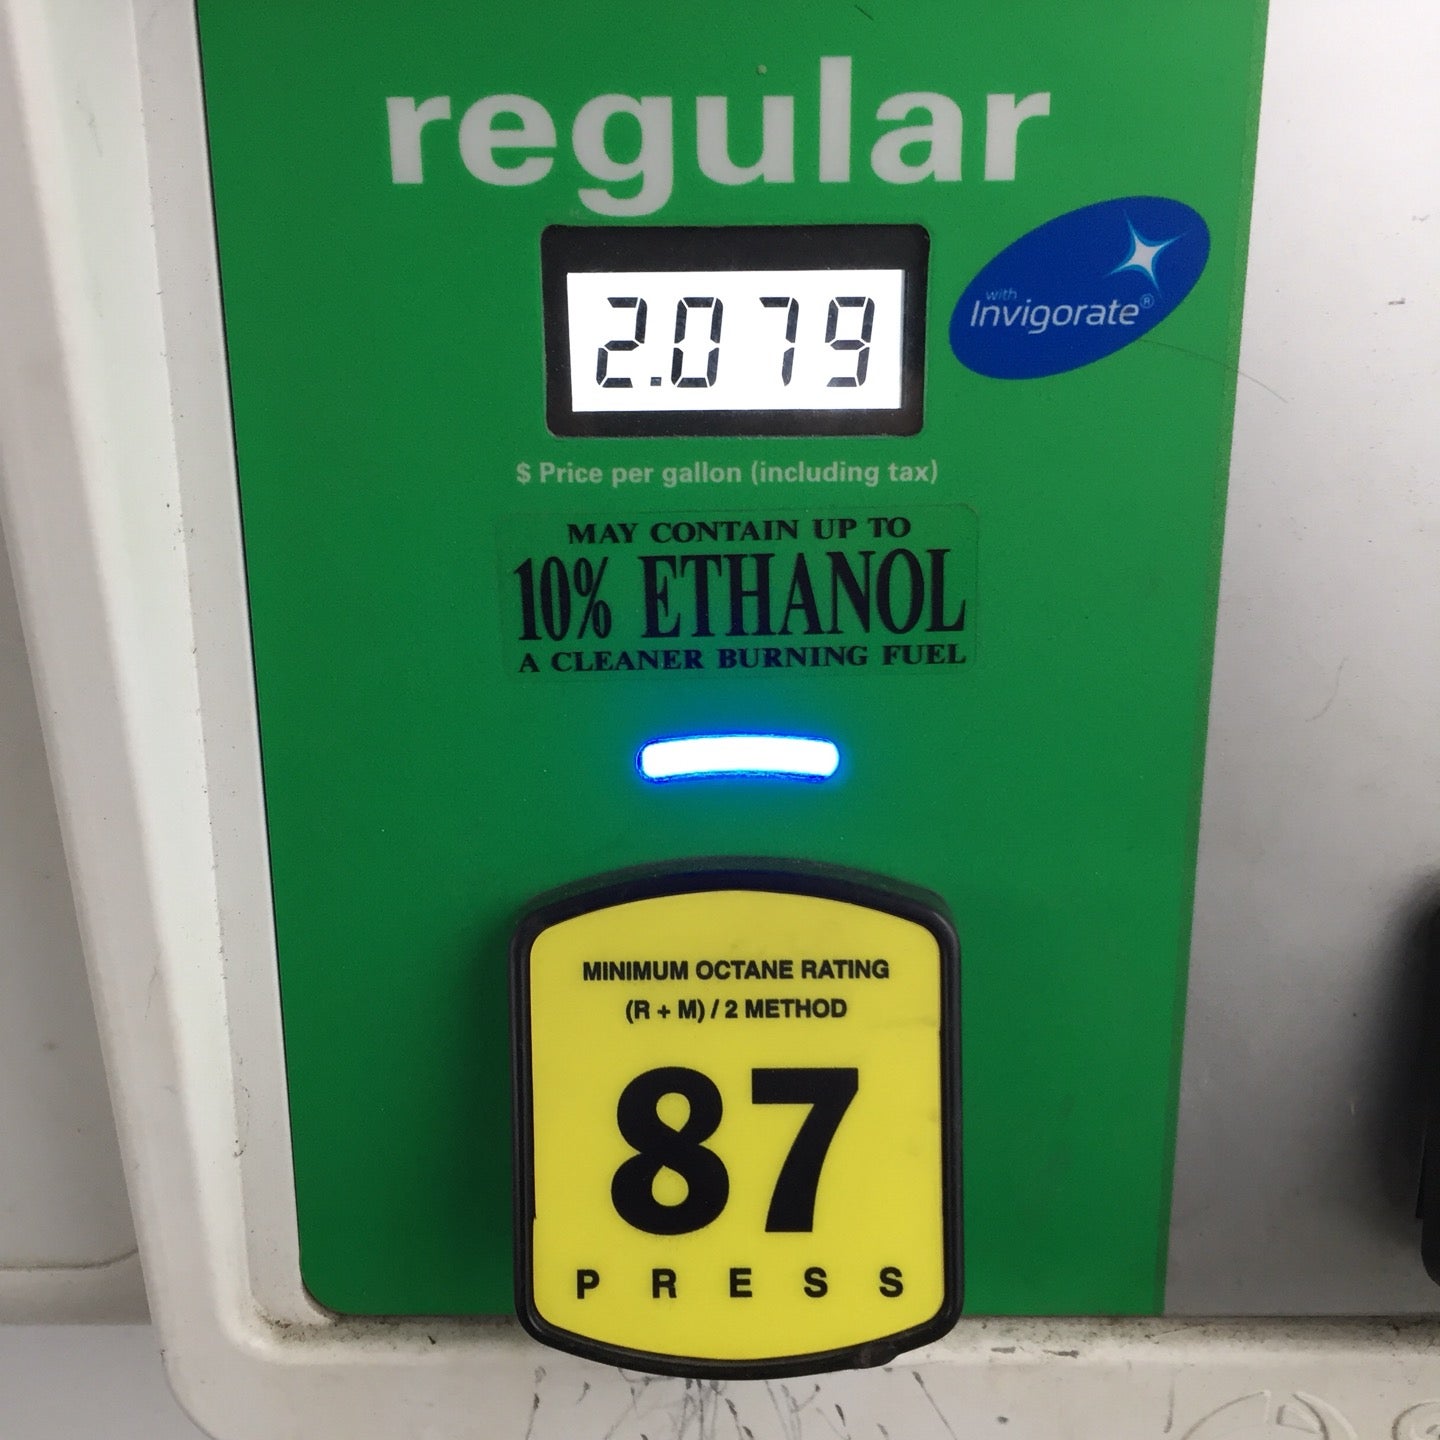 regular
2.079
with
Invigorate®
$ Price per gallon (including tax)
MAY CONTAIN UP TO
10% ETHANOL
A CLEANER BURNING FUEL
MINIMUM OCTANE RATING
(R + M) / 2 METHOD
87
PRESS